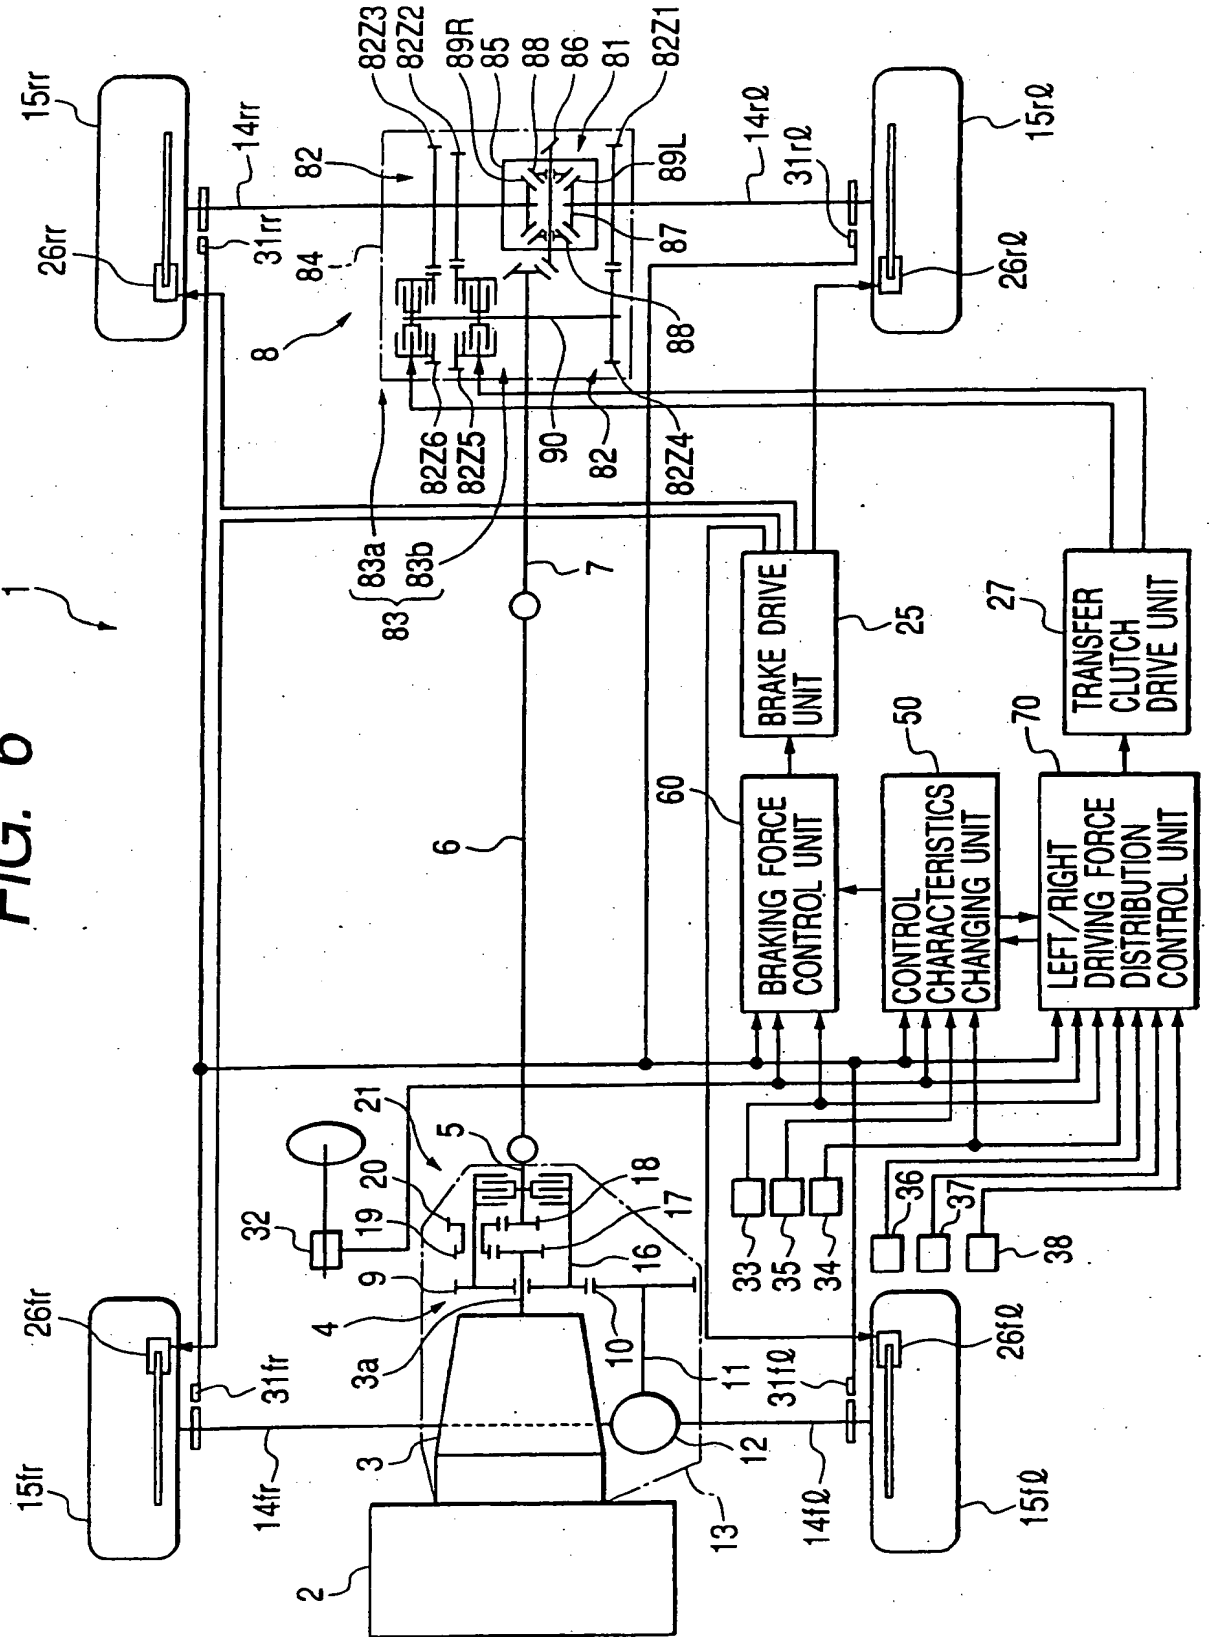 FIG. 6
1
15rr
26rr
14rr
31rr
8
84
82
82Z3
82Z2
89R
85
88
86
81
82Z1
89L
87
88
14rℓ
31rℓ
26rℓ
15rℓ
83a
83b
83
82Z6
82Z5
90
82
82Z4
7
6
5
21
20
19
18
17
16
9
4
3a
10
11
12
13
3
2
32
15fr
26fr
31fr
14fr
14fℓ
31fℓ
26fℓ
15fℓ
33
35
34
36
37
38
60
BRAKING FORCE
CONTROL UNIT
BRAKE DRIVE
UNIT
25
50
CONTROL
CHARACTERISTICS
CHANGING UNIT
70
LEFT/RIGHT
DRIVING FORCE
DISTRIBUTION
CONTROL UNIT
27
TRANSFER
CLUTCH
DRIVE UNIT